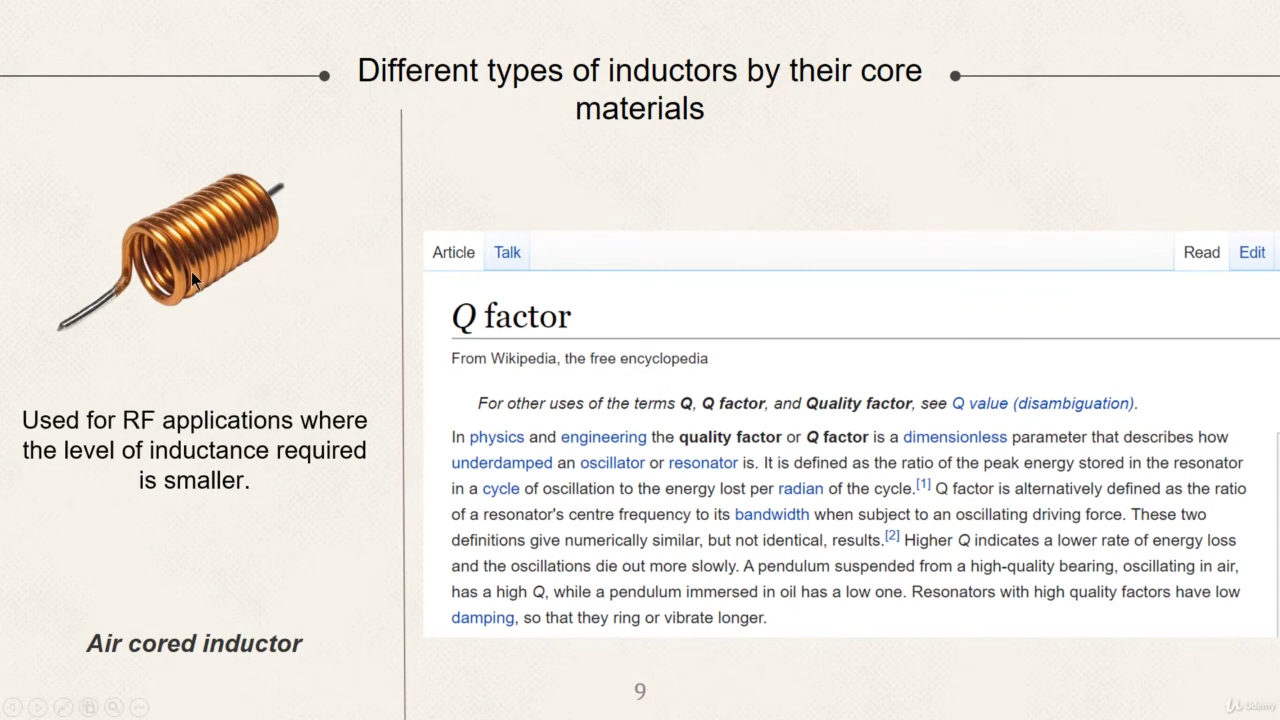 Different types of inductors by their core
materials
Used for RF applications where
the level of inductance required
is smaller.
Air cored inductor
Article Talk Read Edit
Q factor
From Wikipedia, the free encyclopedia
For other uses of the terms Q, Q factor, and Quality factor, see Q value (disambiguation).
In physics and engineering the quality factor or Q factor is a dimensionless parameter that describes how
underdamped an oscillator or resonator is. It is defined as the ratio of the peak energy stored in the resonator
in a cycle of oscillation to the energy lost per radian of the cycle.[1] Q factor is alternatively defined as the ratio
of a resonator's centre frequency to its bandwidth when subject to an oscillating driving force. These two
definitions give numerically similar, but not identical, results.[2] Higher Q indicates a lower rate of energy loss
and the oscillations die out more slowly. A pendulum suspended from a high-quality bearing, oscillating in air,
has a high Q, while a pendulum immersed in oil has a low one. Resonators with high quality factors have low
damping, so that they ring or vibrate longer.
9
Udemy